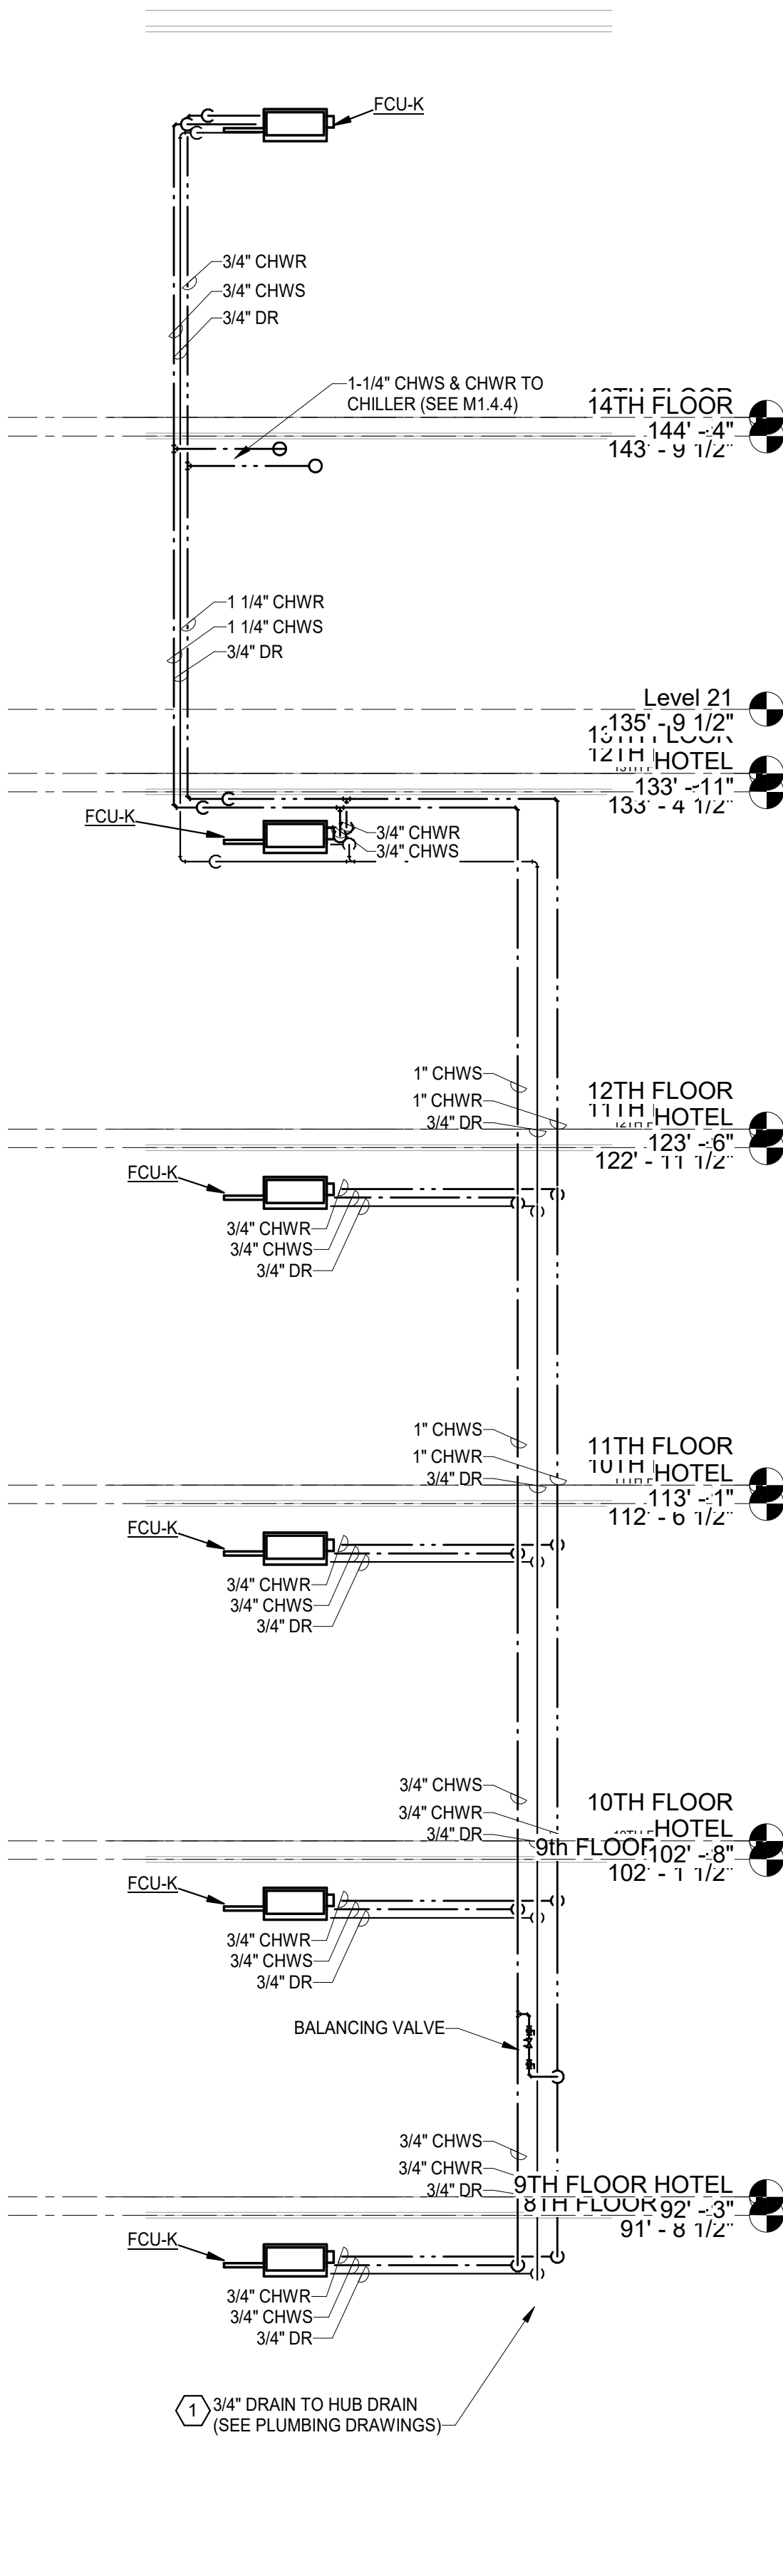 FCU-K
3/4" CHWR
3/4" CHWS
3/4" DR
1-1/4" CHWS & CHWR TO
CHILLER (SEE M1.4.4)
14TH FLOOR
144' - 4"
143' - 9 1/2"
1 1/4" CHWR
1 1/4" CHWS
3/4" DR
Level 21
135' - 9 1/2"
13TH FLOOR
12TH
HOTEL
133' - 11"
133' - 4 1/2"
FCU-K
3/4" CHWR
3/4" CHWS
1" CHWS
1" CHWR
3/4" DR
12TH FLOOR
11TH
HOTEL
123' - 6"
122' - 11 1/2"
FCU-K
3/4" CHWR
3/4" CHWS
3/4" DR
1" CHWS
1" CHWR
3/4" DR
11TH FLOOR
10TH
HOTEL
113' - 1"
112' - 6 1/2"
FCU-K
3/4" CHWR
3/4" CHWS
3/4" DR
3/4" CHWS
3/4" CHWR
3/4" DR
10TH FLOOR
HOTEL
9th FLOOR
102' - 8"
102' - 1 1/2"
FCU-K
3/4" CHWR
3/4" CHWS
3/4" DR
BALANCING VALVE
3/4" CHWS
3/4" CHWR
3/4" DR
9TH FLOOR HOTEL
8TH FLOOR
92' - 3"
91' - 8 1/2"
FCU-K
3/4" CHWR
3/4" CHWS
3/4" DR
1 3/4" DRAIN TO HUB DRAIN
(SEE PLUMBING DRAWINGS)